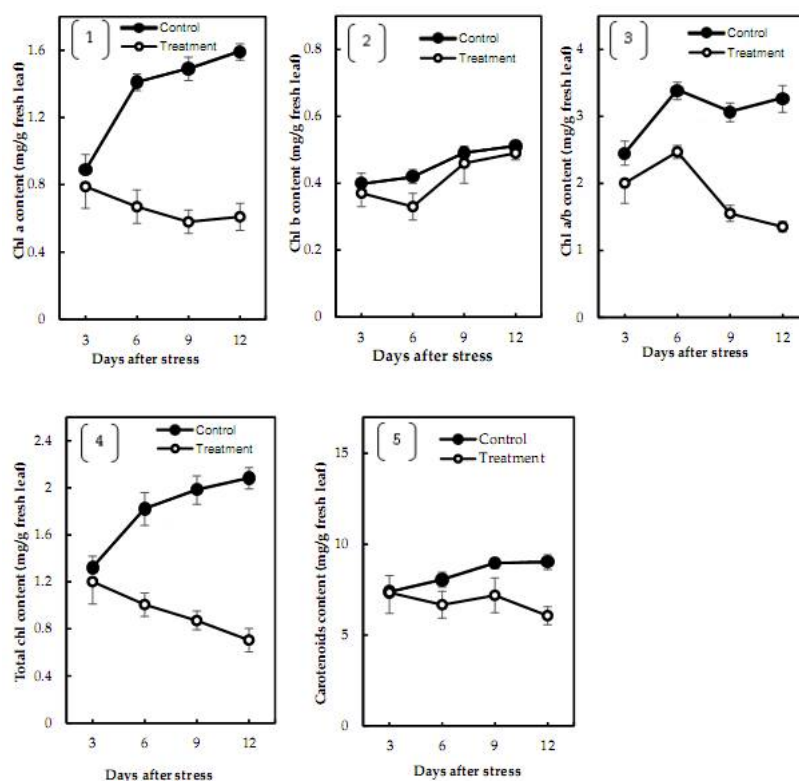 1
Control
Treatment
Chl a content (mg/g fresh leaf)
1.6
1.2
0.8
0.4
0
3 6 9 12
Days after stress
2
Control
Treatment
Chl b content (mg/g fresh leaf)
0.8
0.6
0.4
0.2
0.0
3 6 9 12
Days after stress
3
Control
Treatment
Chl a/b content (mg/g fresh leaf)
4
3
2
1
0
3 6 9 12
Days after stress
4
Control
Treatment
Total chl content (mg/g fresh leaf)
2.4
2
1.6
1.2
0.8
0.4
0
3 6 9 12
Days after stress
5
Control
Treatment
Carotenoids content (mg/g fresh leaf)
15
10
5
0
3 6 9 12
Days after stress